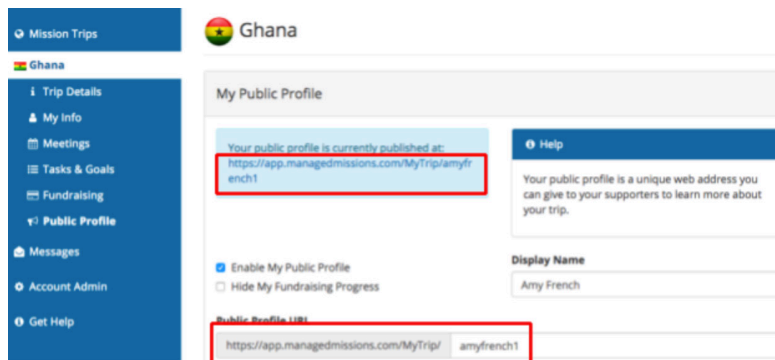 Mission Trips
Ghana
Trip Details
My Info
Meetings
Tasks & Goals
Fundraising
Public Profile
Messages
Account Admin
Get Help
Ghana
My Public Profile
Your public profile is currently published at:
https://app.managedmissions.com/MyTrip/amyfr
ench1
Help
Your public profile is a unique web address you
can give to your supporters to learn more about
your trip.
Enable My Public Profile
Hide My Fundraising Progress
Display Name
Amy French
Public Profile URL
https://app.managedmissions.com/MyTrip/ amyfrench1